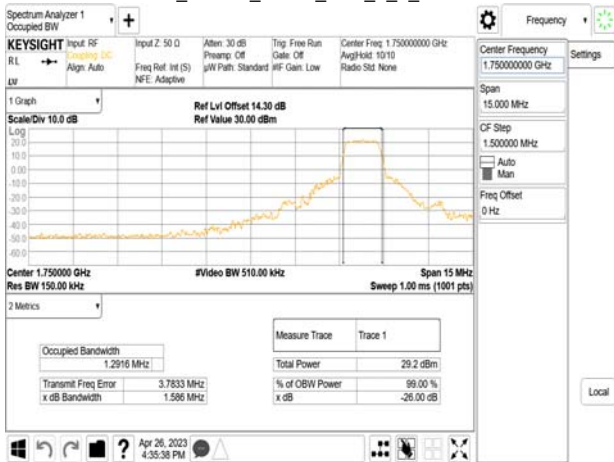 Spectrum Analyzer 1
Occupied BW
Frequency
KEYSIGHT
RL
Input: RF
Coupling: DC
Align: Auto
Input Z: 50 Ω
Freq Ref: Int (S)
NFE: Adaptive
Atten: 30 dB
Preamp: Off
µW Path: Standard
Trig: Free Run
Gate: Off
#IF Gain: Low
Center Freq: 1.750000000 GHz
Avg|Hold: 10/10
Radio Std: None
Center Frequency
1.750000000 GHz
Settings
Span
15.000 MHz
CF Step
1.500000 MHz
Auto
Man
Freq Offset
0 Hz
Local
1 Graph
Scale/Div 10.0 dB
Ref Lvl Offset 14.30 dB
Ref Value 30.00 dBm
Log
20.0
10.0
0.00
-10.0
-20.0
-30.0
-40.0
-50.0
-60.0
Center 1.750000 GHz
#Video BW 510.00 kHz
Span 15 MHz
Res BW 150.00 kHz
Sweep 1.00 ms (1001 pts)
2 Metrics
Measure Trace
Trace 1
Occupied Bandwidth
1.2916 MHz
Total Power
29.2 dBm
Transmit Freq Error
3.7833 MHz
% of OBW Power
99.00 %
x dB Bandwidth
1.586 MHz
x dB
-26.00 dB
?
Apr 26, 2023
4:35:38 PM